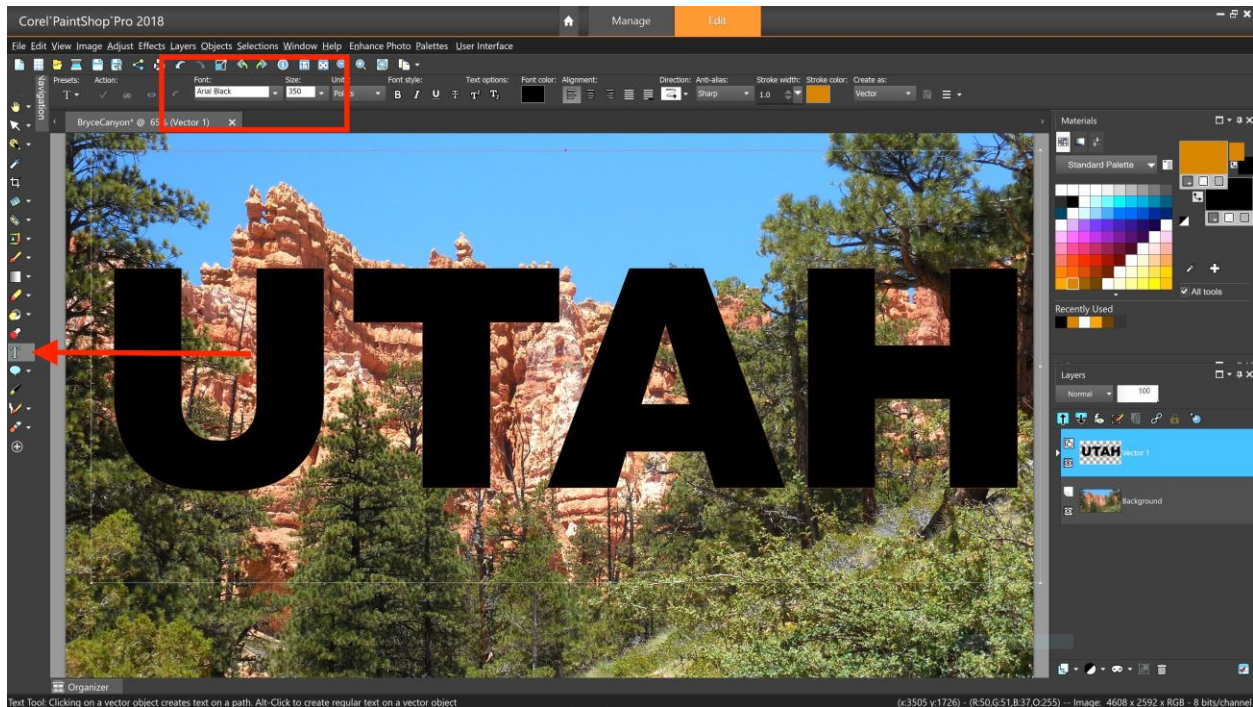 Corel PaintShop Pro 2018
Manage
Edit
File Edit View Image Adjust Effects Layers Objects Selections Window Help Enhance Photo Palettes User Interface
Presets: Action: Font: Size: Units: Font style: Text options: Font color: Alignment: Direction: Anti-alias: Stroke width: Stroke color: Create as:
Arial Black 350 Points Sharp 1.0 Vector
Navigation
BryceCanyon* @ 65% (Vector 1)
Materials
Standard Palette
All tools
Recently Used
UTAH
Layers
Normal 100
UTAH Vector 1
Background
Organizer
Text Tool: Clicking on a vector object creates text on a path. Alt-Click to create regular text on a vector object
(x:3505 y:1726) - (R:50,G:51,B:37,O:255) -- Image: 4608 x 2592 x RGB - 8 bits/channel